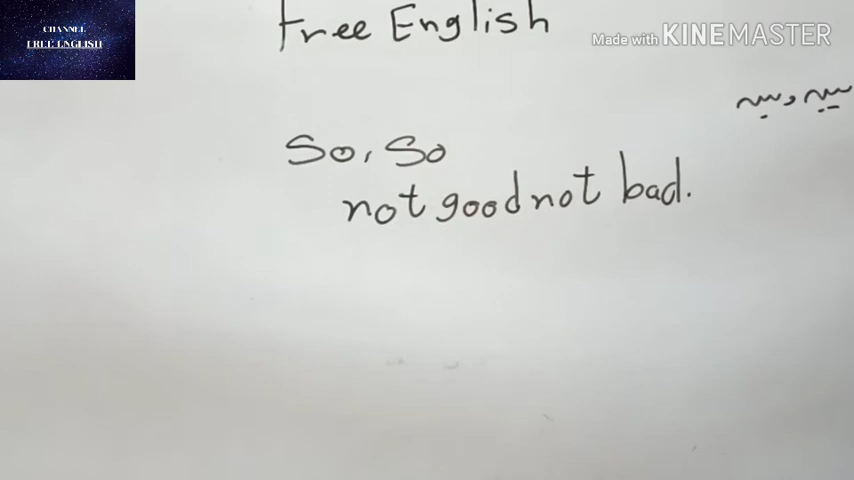 CHANNEL
FREE ENGLISH
Free English
Made with KINEMASTER
So, So
not good not bad.